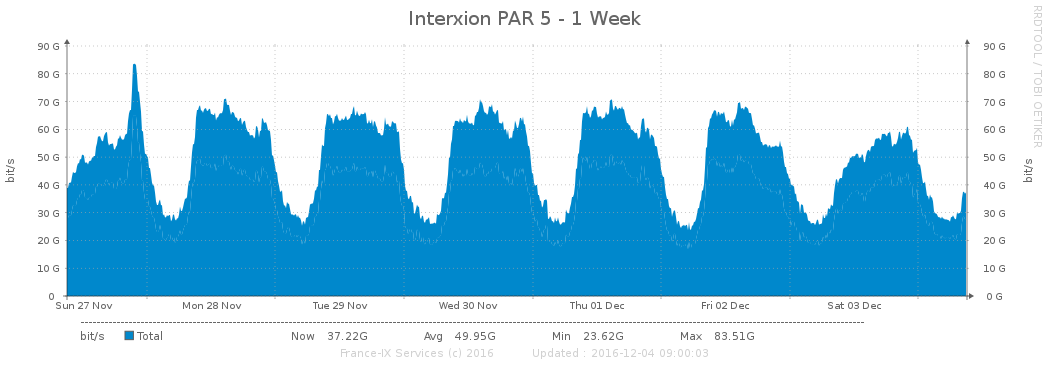 Interxion PAR 5 - 1 Week
RRDTOOL / TOBI OETIKER
bit/s
90 G 90 G
80 G 80 G
70 G 70 G
60 G 60 G
50 G 50 G
40 G 40 G
30 G 30 G
20 G 20 G
10 G 10 G
0 0 G
bit/s
Sun 27 Nov Mon 28 Nov Tue 29 Nov Wed 30 Nov Thu 01 Dec Fri 02 Dec Sat 03 Dec
bit/s Total Now 37.22G Avg 49.95G Min 23.62G Max 83.51G
France-IX Services (c) 2016 Updated : 2016-12-04 09:00:03